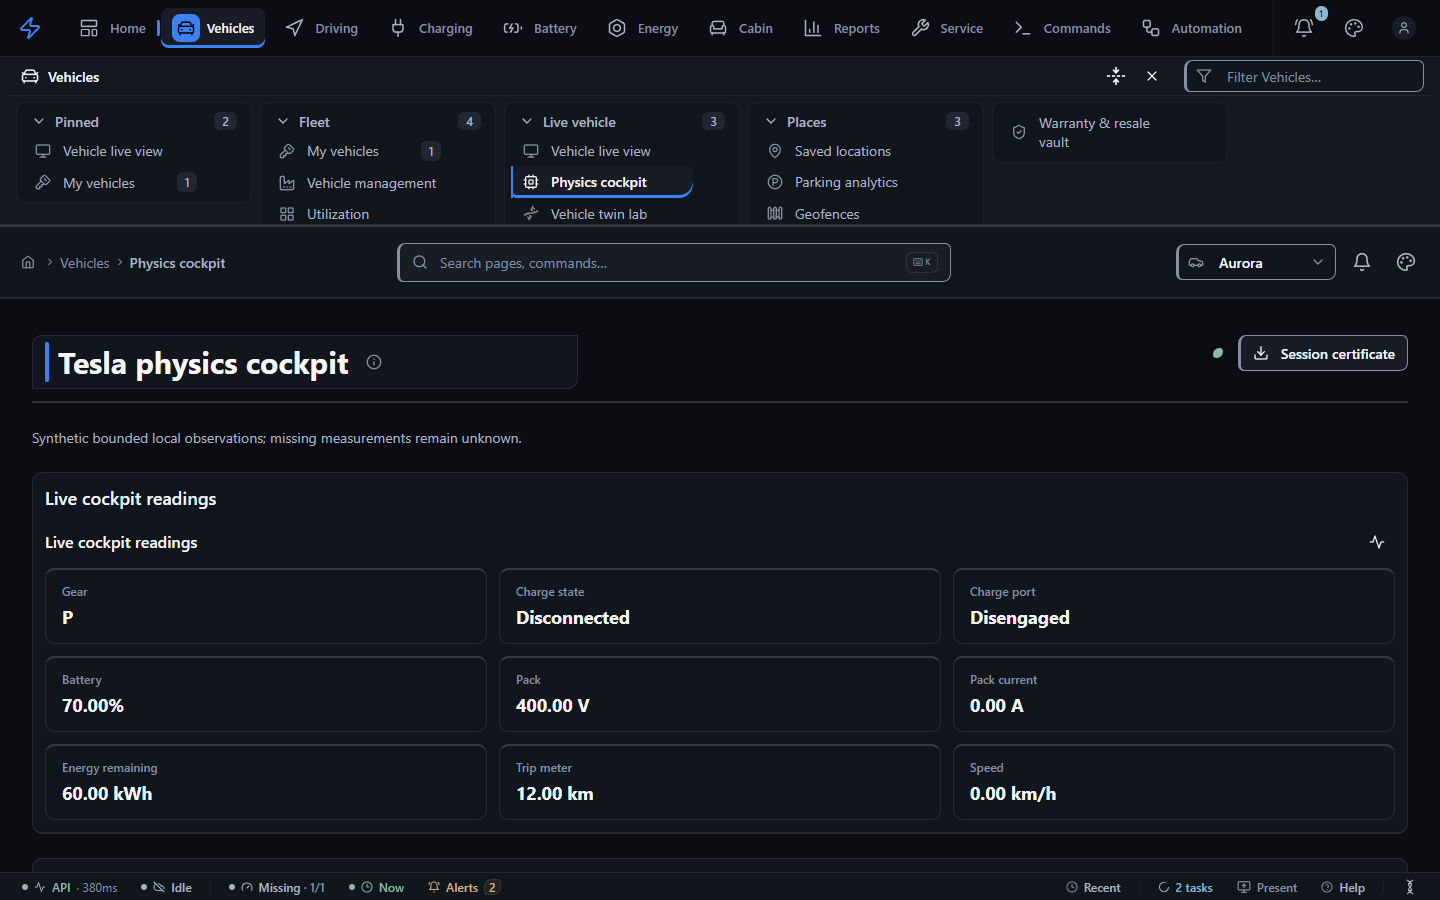 Home
Vehicles
Driving
Charging
Battery
Energy
Cabin
Reports
Service
Commands
Automation
1
Vehicles
Filter Vehicles...
Pinned 2
Vehicle live view
My vehicles 1
Fleet 4
My vehicles 1
Vehicle management
Utilization
Live vehicle 3
Vehicle live view
Physics cockpit
Vehicle twin lab
Places 3
Saved locations
Parking analytics
Geofences
Warranty & resale
vault
Vehicles
Physics cockpit
Search pages, commands...
K
Aurora
Tesla physics cockpit
Session certificate
Synthetic bounded local observations; missing measurements remain unknown.
Live cockpit readings
Live cockpit readings
Gear
P
Charge state
Disconnected
Charge port
Disengaged
Battery
70.00%
Pack
400.00 V
Pack current
0.00 A
Energy remaining
60.00 kWh
Trip meter
12.00 km
Speed
0.00 km/h
API · 380ms
Idle
Missing · 1/1
Now
Alerts 2
Recent
2 tasks
Present
Help